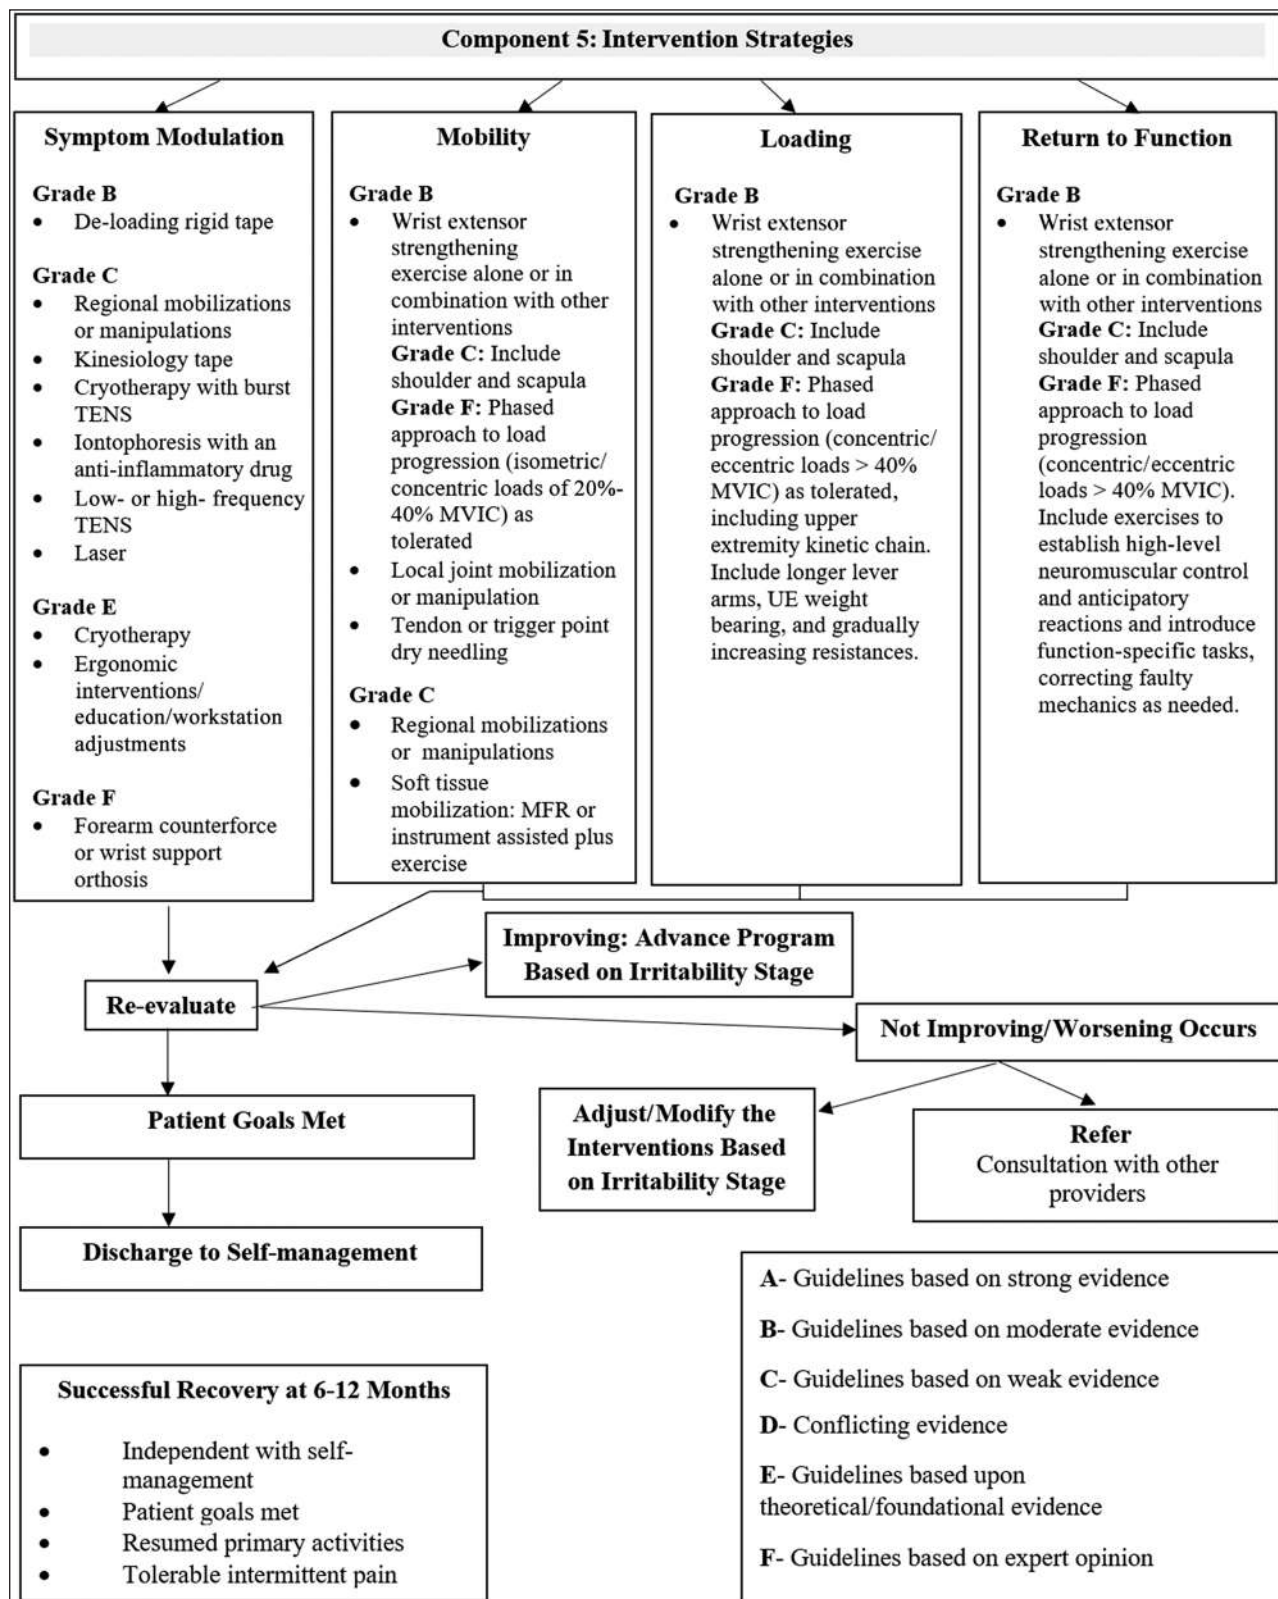 Component 5: Intervention Strategies
Symptom Modulation
Grade B
• De-loading rigid tape
Grade C
• Regional mobilizations
or manipulations
• Kinesiology tape
• Cryotherapy with burst
TENS
• Iontophoresis with an
anti-inflammatory drug
• Low- or high- frequency
TENS
• Laser
Grade E
• Cryotherapy
• Ergonomic
interventions/
education/workstation
adjustments
Grade F
• Forearm counterforce
or wrist support
orthosis
Mobility
Grade B
• Wrist extensor
strengthening
exercise alone or in
combination with other
interventions
Grade C: Include
shoulder and scapula
Grade F: Phased
approach to load
progression (isometric/
concentric loads of 20%-
40% MVIC) as
tolerated
• Local joint mobilization
or manipulation
• Tendon or trigger point
dry needling
Grade C
• Regional mobilizations
or manipulations
• Soft tissue
mobilization: MFR or
instrument assisted plus
exercise
Loading
Grade B
• Wrist extensor
strengthening exercise
alone or in combination
with other interventions
Grade C: Include
shoulder and scapula
Grade F: Phased
approach to load
progression (concentric/
eccentric loads > 40%
MVIC) as tolerated,
including upper
extremity kinetic chain.
Include longer lever
arms, UE weight
bearing, and gradually
increasing resistances.
Return to Function
Grade B
• Wrist extensor
strengthening exercise
alone or in combination
with other interventions
Grade C: Include
shoulder and scapula
Grade F: Phased
approach to load
progression
(concentric/eccentric
loads > 40% MVIC).
Include exercises to
establish high-level
neuromuscular control
and anticipatory
reactions and introduce
function-specific tasks,
correcting faulty
mechanics as needed.
Improving: Advance Program
Based on Irritability Stage
Re-evaluate
Not Improving/Worsening Occurs
Patient Goals Met
Adjust/Modify the
Interventions Based
on Irritability Stage
Refer
Consultation with other
providers
Discharge to Self-management
Successful Recovery at 6-12 Months
• Independent with self-
management
• Patient goals met
• Resumed primary activities
• Tolerable intermittent pain
A- Guidelines based on strong evidence
B- Guidelines based on moderate evidence
C- Guidelines based on weak evidence
D- Conflicting evidence
E- Guidelines based upon
theoretical/foundational evidence
F- Guidelines based on expert opinion